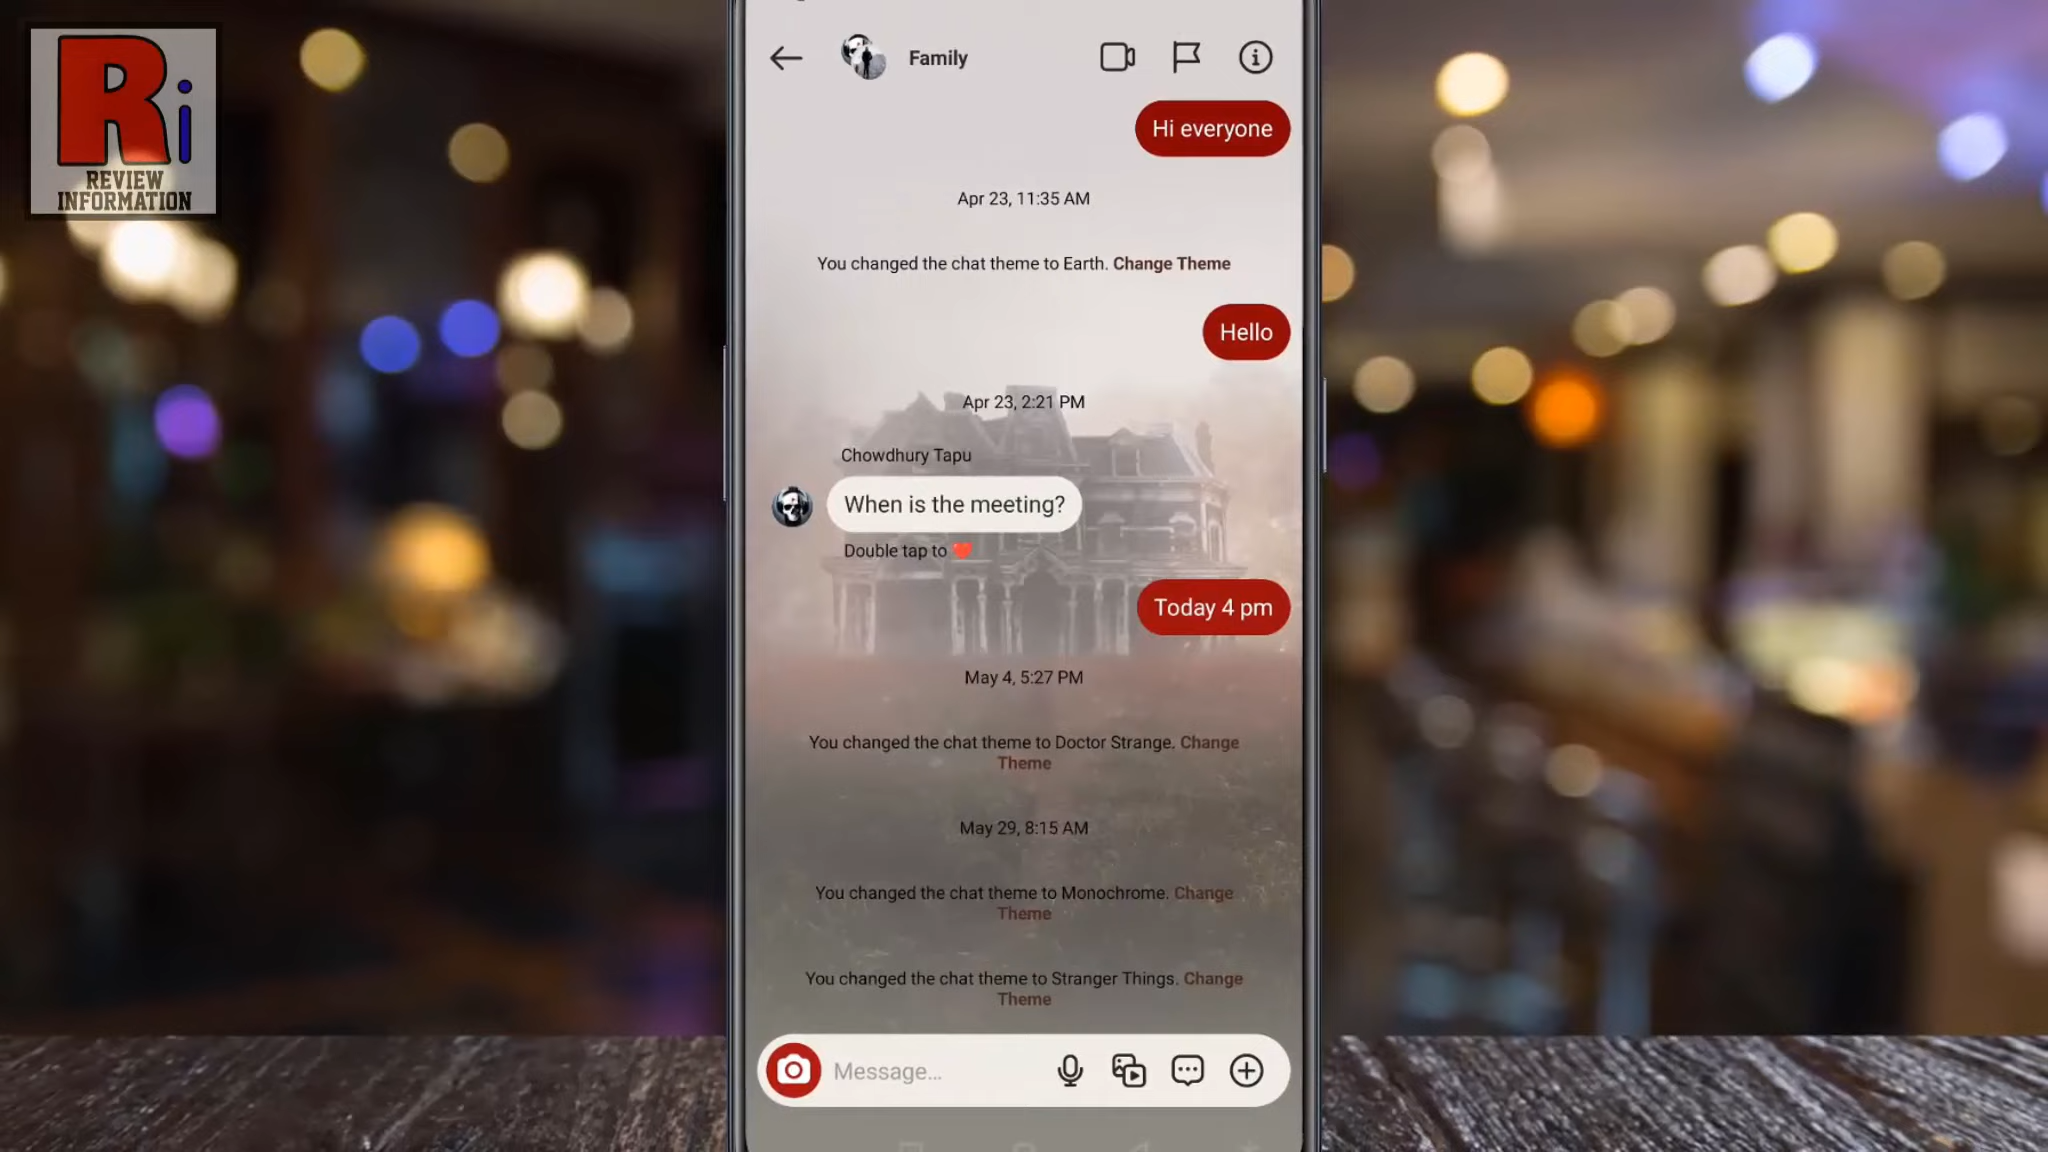 Ri
REVIEW
INFORMATION
Family
Hi everyone
Apr 23, 11:35 AM
You changed the chat theme to Earth. Change Theme
Hello
Apr 23, 2:21 PM
Chowdhury Tapu
When is the meeting?
Double tap to ❤️
Today 4 pm
May 4, 5:27 PM
You changed the chat theme to Doctor Strange. Change
Theme
May 29, 8:15 AM
You changed the chat theme to Monochrome. Change
Theme
You changed the chat theme to Stranger Things. Change
Theme
Message...